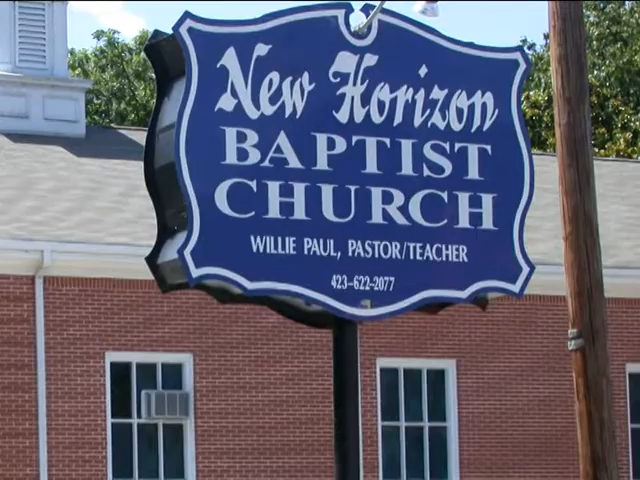 New Horizon
BAPTIST
CHURCH
WILLIE PAUL, PASTOR/TEACHER
423-622-2077